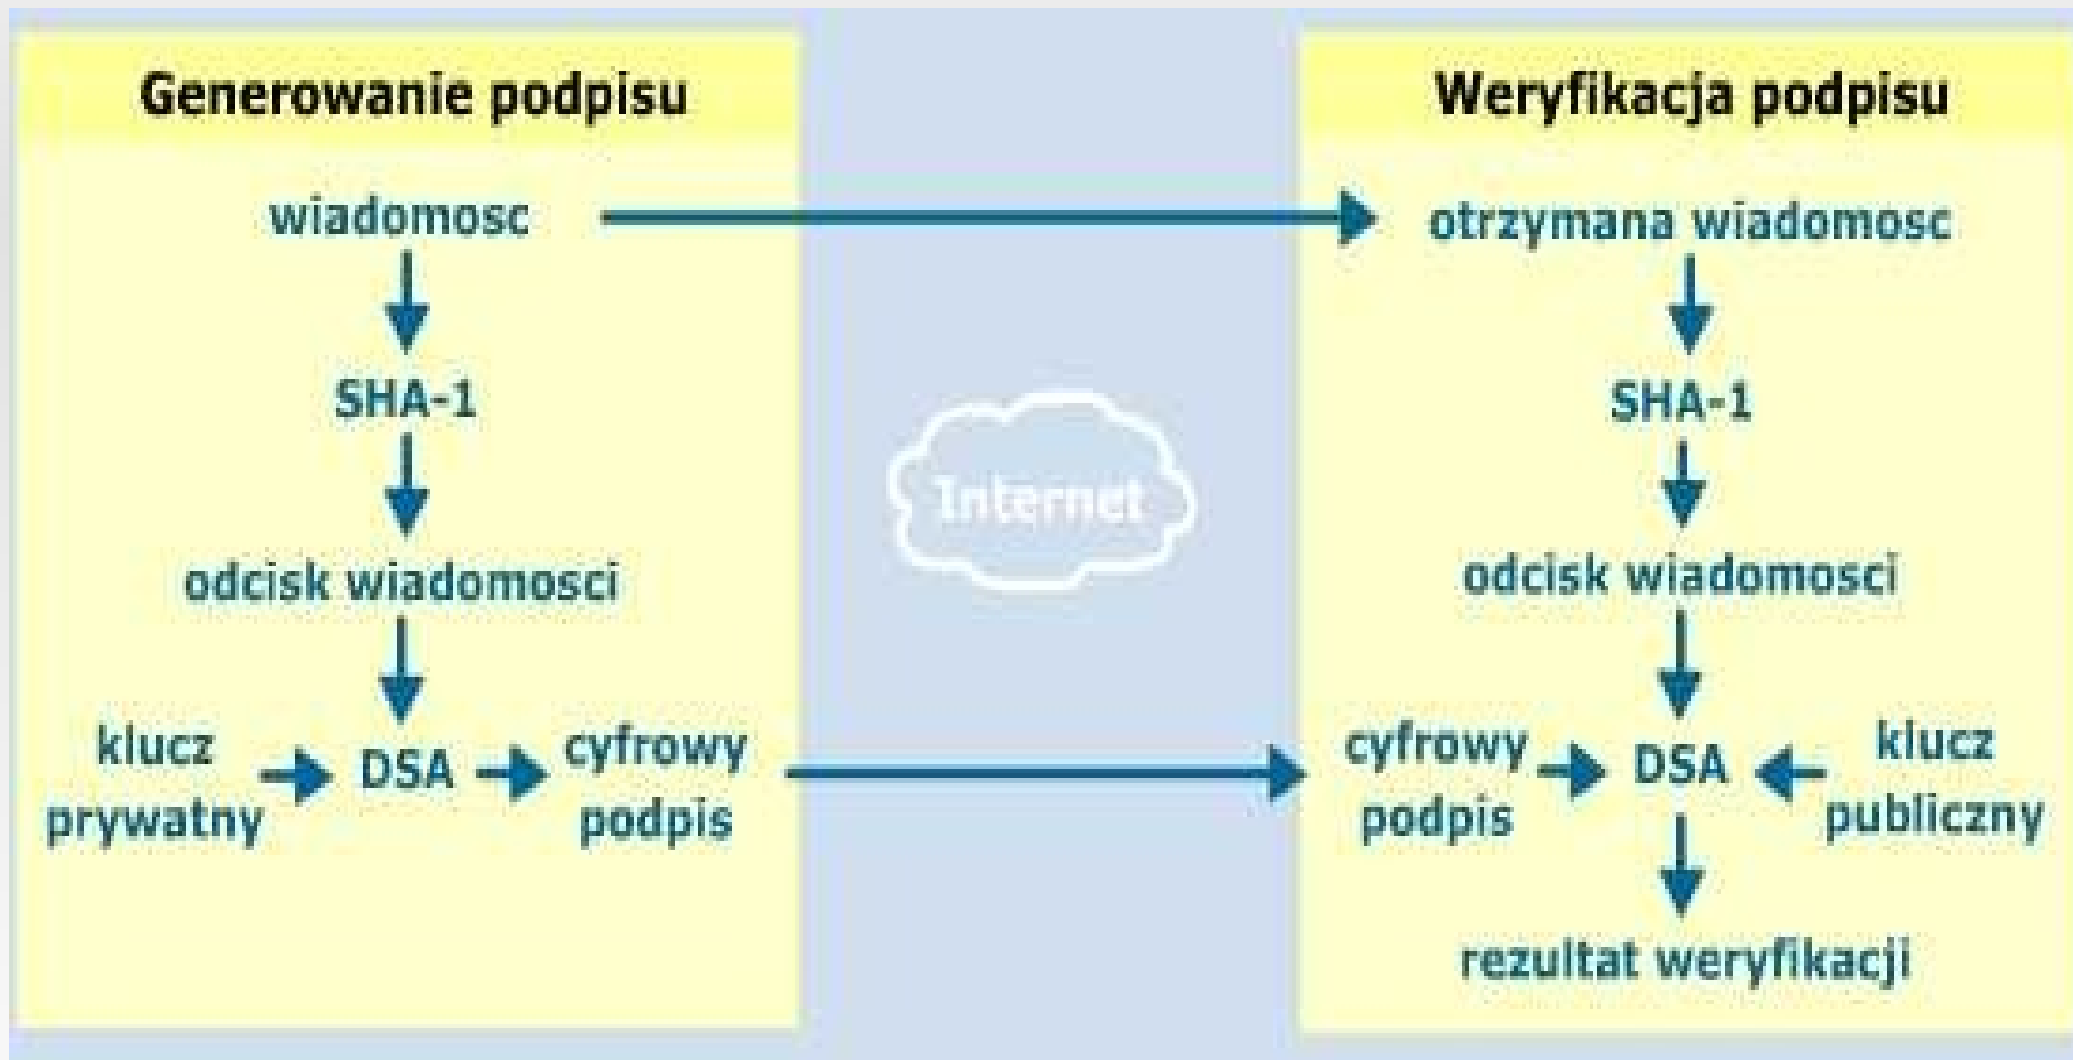 Generowanie podpisu
wiadomosc
SHA-1
odcisk wiadomosci
klucz
prywatny
DSA
cyfrowy
podpis
Internet
Weryfikacja podpisu
otrzymana wiadomosc
SHA-1
odcisk wiadomosci
cyfrowy
podpis
DSA
klucz
publiczny
rezultat weryfikacji